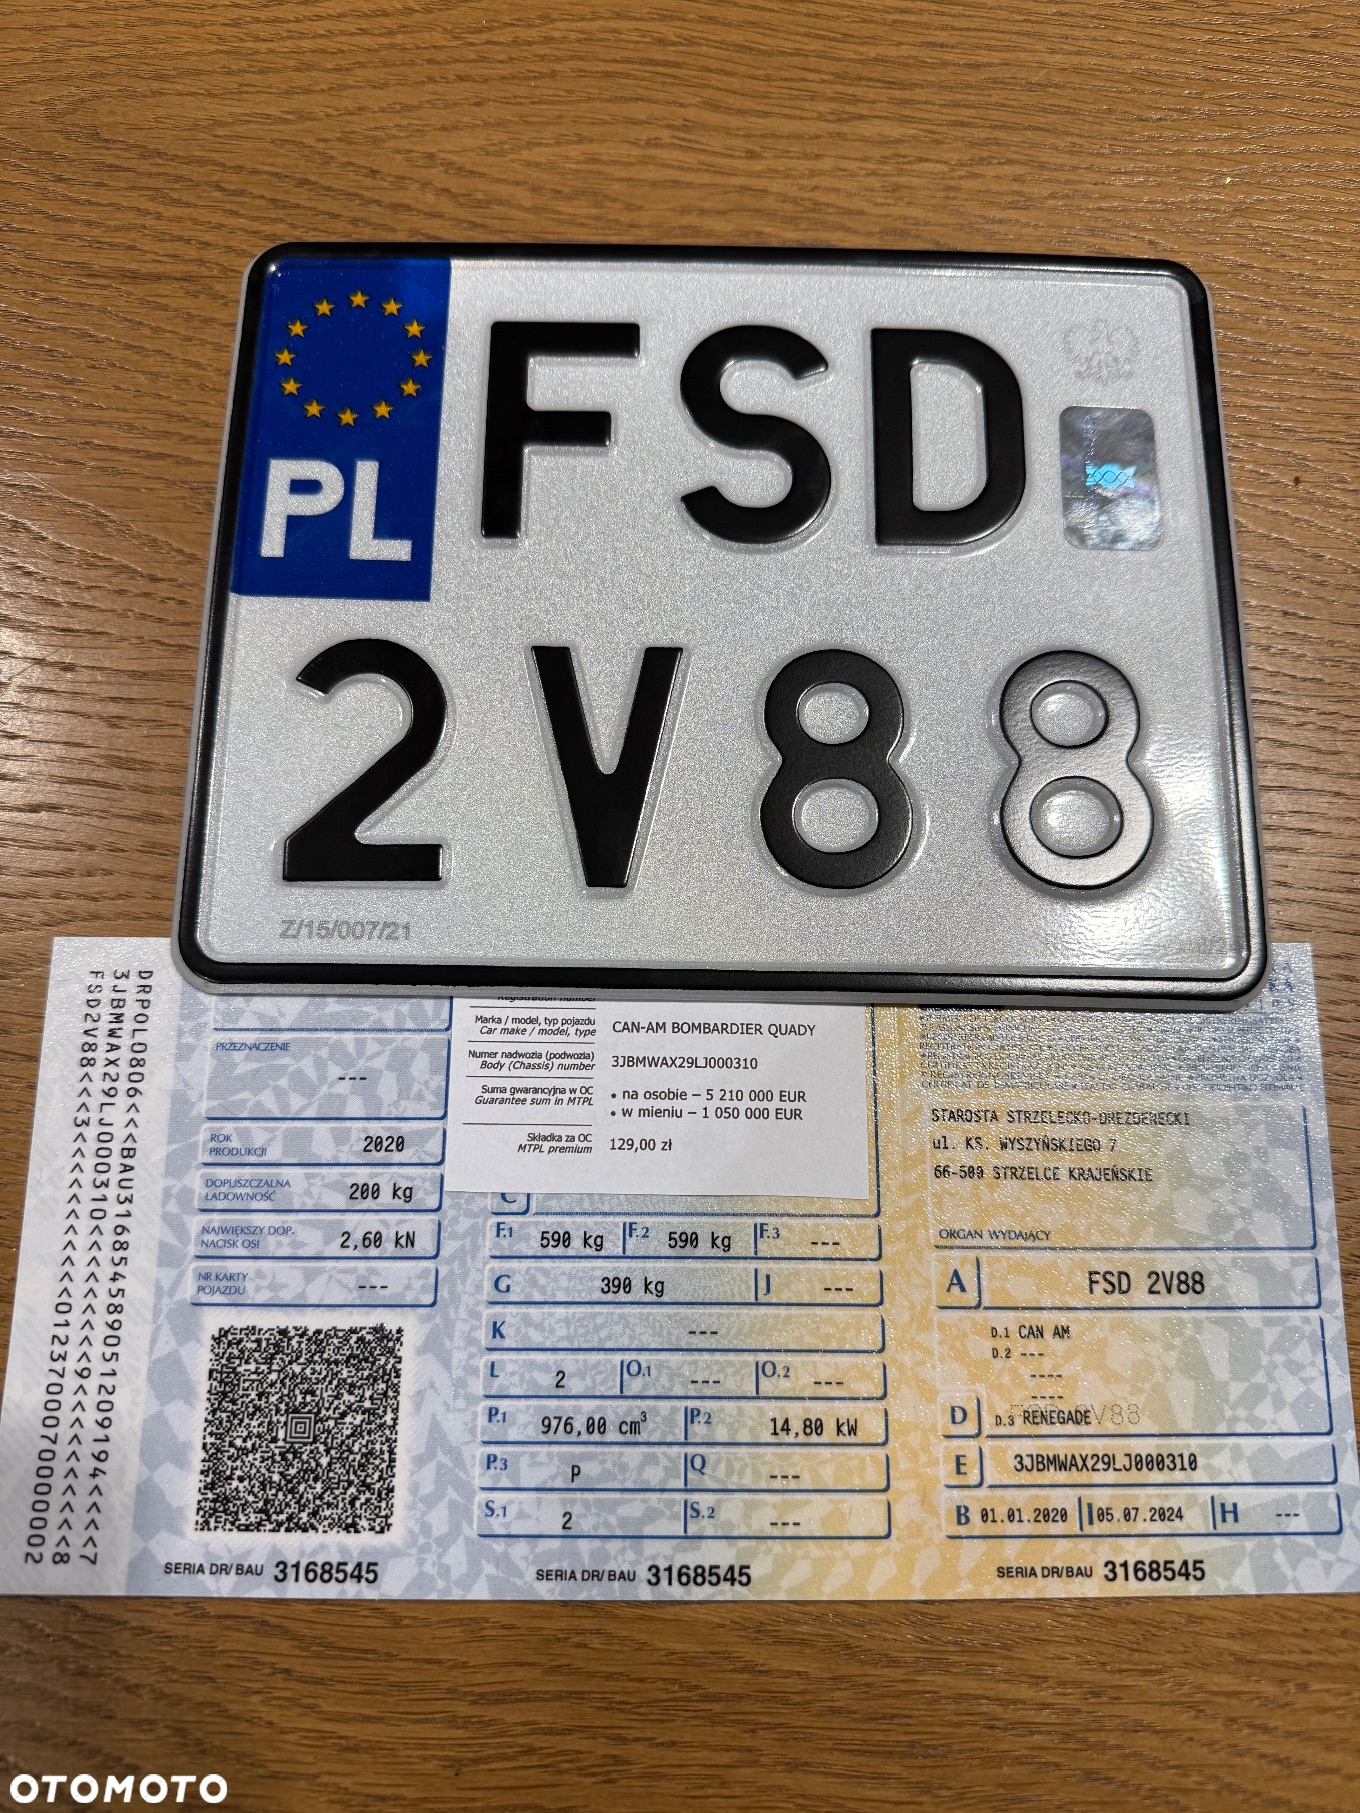 PL
FSD
2V88
Z/15/007/21
DRPOLO806<<<BAU316854589051209194<<<<7
3JBMWAX29LJ000310<<<<<<<<9<<<<<<<<<8
FSD2V88<<<3<<<<<<<<<<<012370007000002
PRZEZNACZENIE
---
ROK
PRODUKCJI 2020
DOPUSZCZALNA
ŁADOWNOŚĆ 200 kg
NAJWIĘKSZY DOP.
NACISK OSI 2,60 kN
NR KARTY
POJAZDU ---
SERIA DR/BAU 3168545
Registration number
Marka / model, typ pojazdu
Car make / model, type CAN-AM BOMBARDIER QUADY
Numer nadwozia (podwozia)
Body (Chassis) number 3JBMWAX29LJ000310
Suma gwarancyjna w OC
Guarantee sum in MTPL
• na osobie – 5 210 000 EUR
• w mieniu – 1 050 000 EUR
Składka za OC
MTPL premium 129,00 zł
C
F.1 590 kg F.2 590 kg F.3 ---
G 390 kg J ---
K ---
L 2 O.1 --- O.2 ---
P.1 976,00 cm³ P.2 14,80 kW
P.3 P Q ---
S.1 2 S.2 ---
SERIA DR/BAU 3168545
STAROSTA STRZELECKO-DREZDENECKI
ul. KS. WYSZYŃSKIEGO 7
66-500 STRZELCE KRAJEŃSKIE
ORGAN WYDAJĄCY
A FSD 2V88
D.1 CAN AM
D.2 ---
----
----
D D.3 RENEGADE
E 3JBMWAX29LJ000310
B 01.01.2020 I 05.07.2024 H ---
SERIA DR/BAU 3168545
OTOMOTO